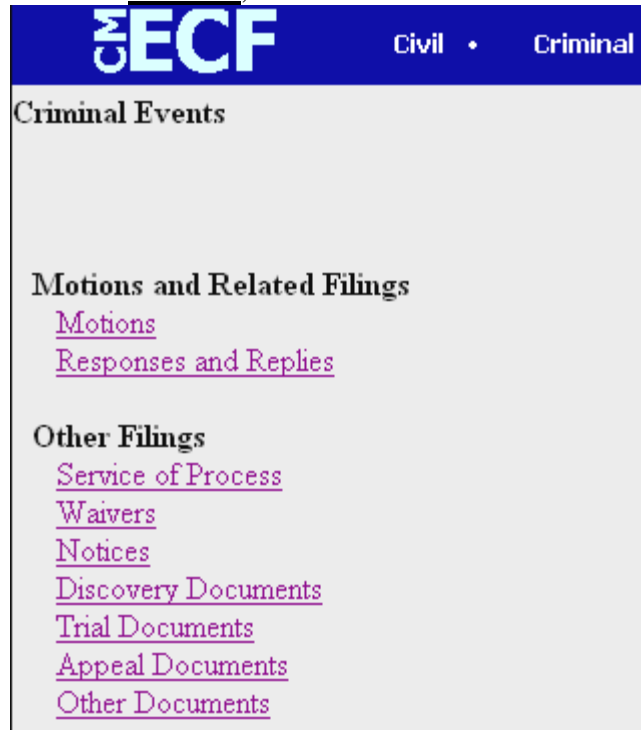 CM ECF Civil • Criminal
Criminal Events
Motions and Related Filings
Motions
Responses and Replies
Other Filings
Service of Process
Waivers
Notices
Discovery Documents
Trial Documents
Appeal Documents
Other Documents